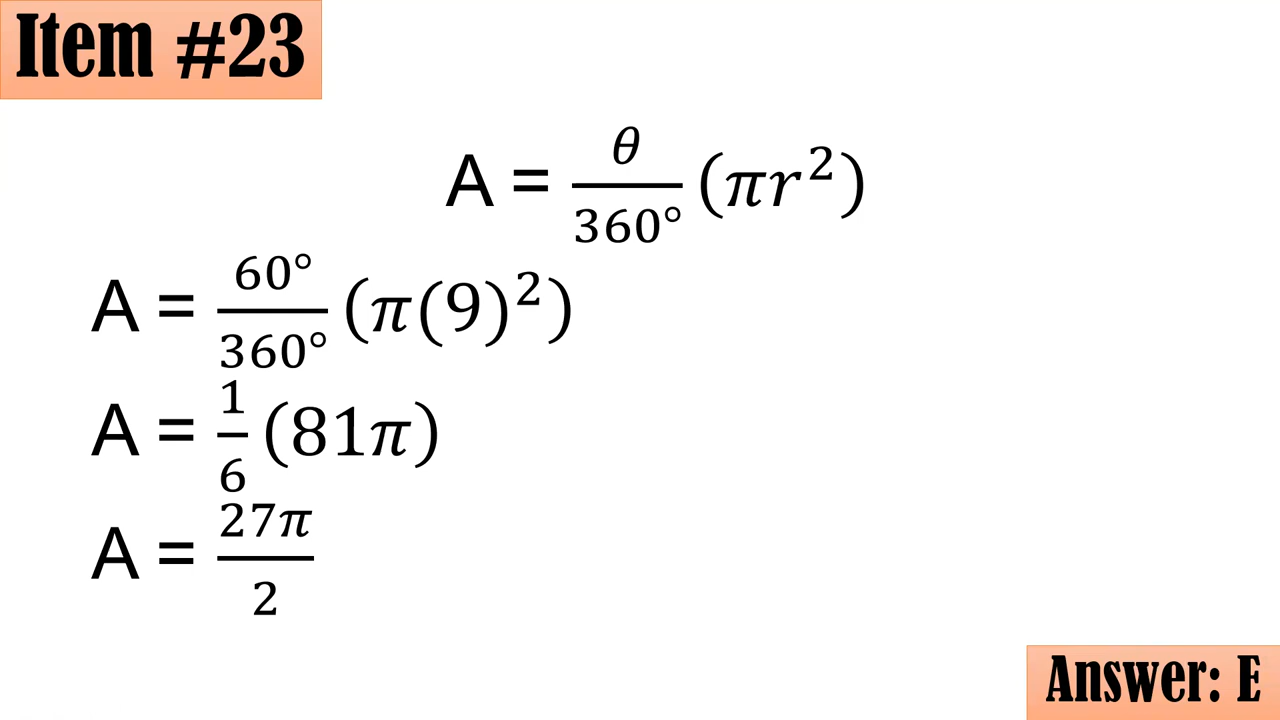 Item #23
A = θ/360° (πr²)
A = 60°/360° (π(9)²)
A = 1/6 (81π)
A = 27π/2
Answer: E